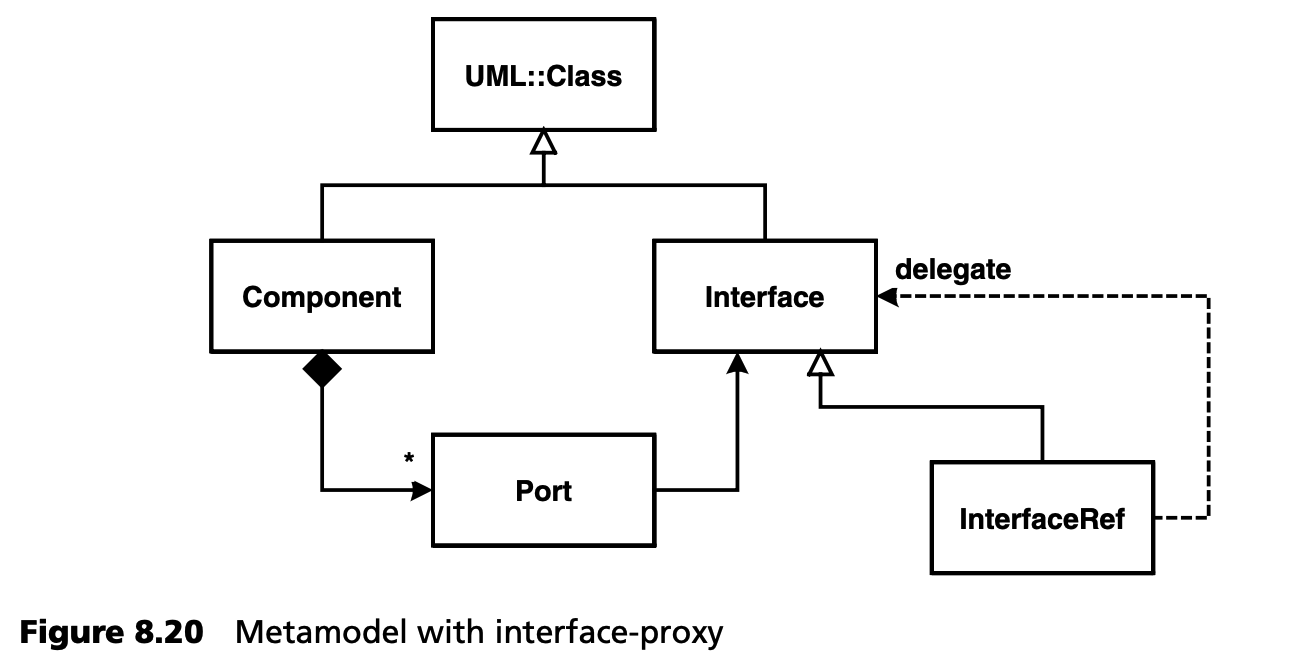 UML::Class
Component
Interface
delegate
*
Port
InterfaceRef
Figure 8.20 Metamodel with interface-proxy